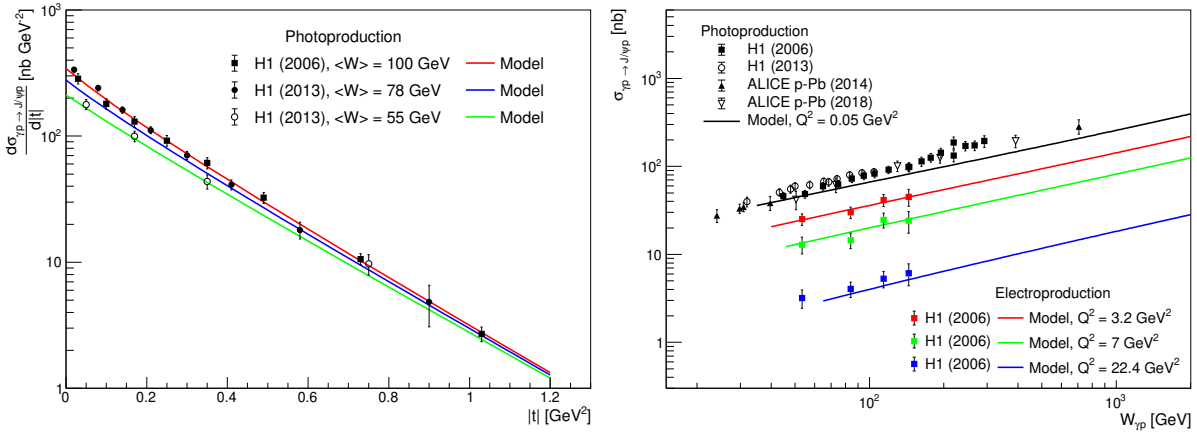 dσγp → J/ψp
d|t|
[nb GeV⁻²]
10³
10²
10
1
Photoproduction
H1 (2006), <W> = 100 GeV Model
H1 (2013), <W> = 78 GeV Model
H1 (2013), <W> = 55 GeV Model
0 0.2 0.4 0.6 0.8 1 1.2
|t| [GeV²]
σγp → J/ψp [nb]
10³
10²
10
1
Photoproduction
H1 (2006)
H1 (2013)
ALICE p-Pb (2014)
ALICE p-Pb (2018)
Model, Q² = 0.05 GeV²
Electroproduction
H1 (2006) Model, Q² = 3.2 GeV²
H1 (2006) Model, Q² = 7 GeV²
H1 (2006) Model, Q² = 22.4 GeV²
10² 10³
Wγp [GeV]